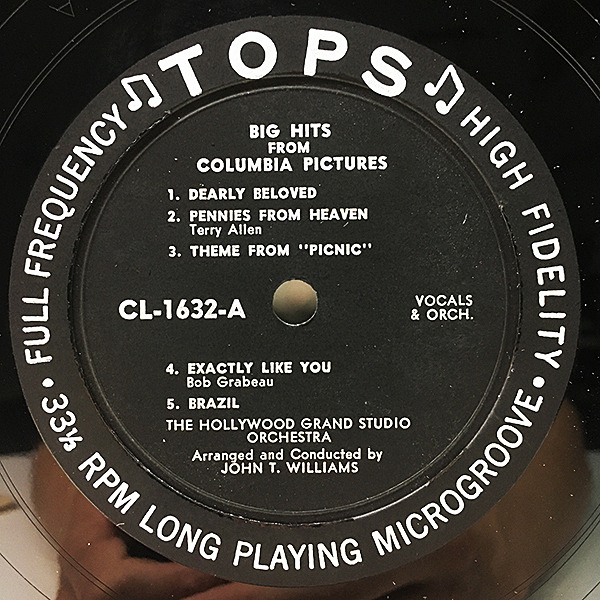 TOPS
FULL FREQUENCY
HIGH FIDELITY
BIG HITS
FROM
COLUMBIA PICTURES
1. DEARLY BELOVED
2. PENNIES FROM HEAVEN
Terry Allen
3. THEME FROM "PICNIC"
CL-1632-A
VOCALS
& ORCH.
4. EXACTLY LIKE YOU
Bob Grabeau
5. BRAZIL
THE HOLLYWOOD GRAND STUDIO
ORCHESTRA
Arranged and Conducted by
JOHN T. WILLIAMS
• 33⅓ RPM LONG PLAYING MICROGROOVE •